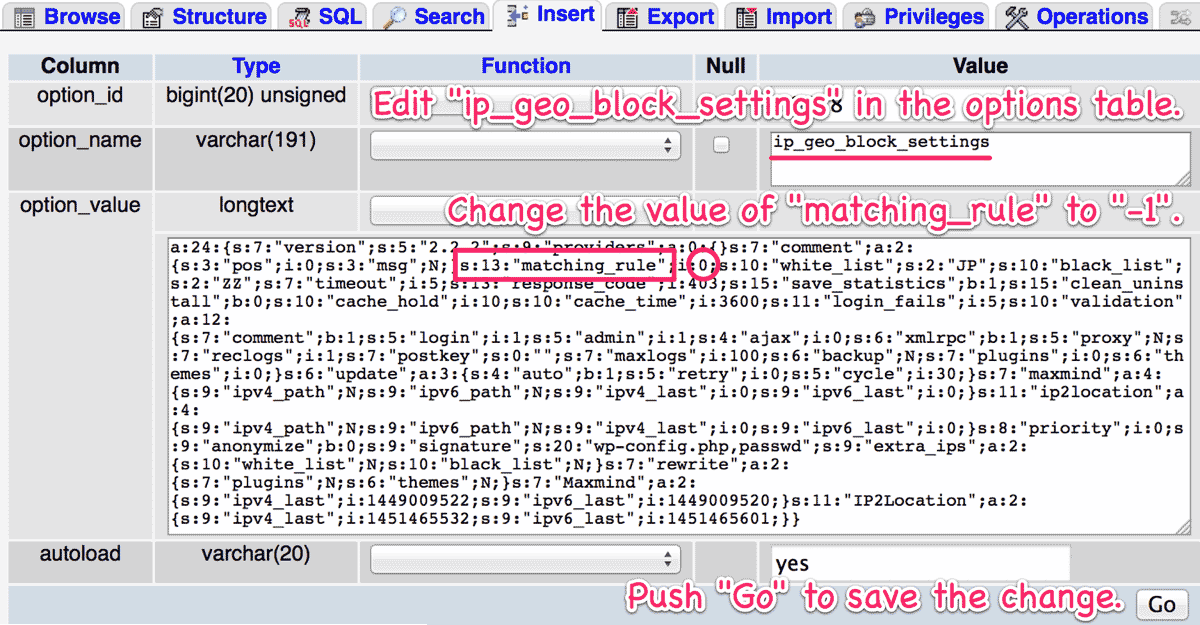 Browse Structure SQL Search Insert Export Import Privileges Operations
Column Type Function Null Value
option_id bigint(20) unsigned
Edit "ip_geo_block_settings" in the options table.
option_name varchar(191) ip_geo_block_settings
option_value longtext
Change the value of "matching_rule" to "-1".
a:24:{s:7:"version";s:5:"2.2.2";s:9:"providers";a:0:{}s:7:"comment";a:2:
{s:3:"pos";i:0;s:3:"msg";N;}s:13:"matching_rule";i:0;s:10:"white_list";s:2:"JP";s:10:"black_list";
s:2:"ZZ";s:7:"timeout";i:5;s:13:"response_code";i:403;s:15:"save_statistics";b:1;s:15:"clean_unins
tall";b:0;s:10:"cache_hold";i:10;s:10:"cache_time";i:3600;s:11:"login_fails";i:5;s:10:"validation"
;a:12:
{s:7:"comment";b:1;s:5:"login";i:1;s:5:"admin";i:1;s:4:"ajax";i:0;s:6:"xmlrpc";b:1;s:5:"proxy";N;s
:7:"reclogs";i:1;s:7:"postkey";s:0:"";s:7:"maxlogs";i:100;s:6:"backup";N;s:7:"plugins";i:0;s:6:"th
emes";i:0;}s:6:"update";a:3:{s:4:"auto";b:1;s:5:"retry";i:0;s:5:"cycle";i:30;}s:7:"maxmind";a:4:
{s:9:"ipv4_path";N;s:9:"ipv6_path";N;s:9:"ipv4_last";i:0;s:9:"ipv6_last";i:0;}s:11:"ip2location";a
:4:
{s:9:"ipv4_path";N;s:9:"ipv6_path";N;s:9:"ipv4_last";i:0;s:9:"ipv6_last";i:0;}s:8:"priority";i:0;s
:9:"anonymize";b:0;s:9:"signature";s:20:"wp-config.php,passwd";s:9:"extra_ips";a:2:
{s:10:"white_list";N;s:10:"black_list";N;}s:7:"rewrite";a:2:
{s:7:"plugins";N;s:6:"themes";N;}s:7:"Maxmind";a:2:
{s:9:"ipv4_last";i:1449009522;s:9:"ipv6_last";i:1449009520;}s:11:"IP2Location";a:2:
{s:9:"ipv4_last";i:1451465532;s:9:"ipv6_last";i:1451465601;}}
autoload varchar(20) yes
Push "Go" to save the change. Go